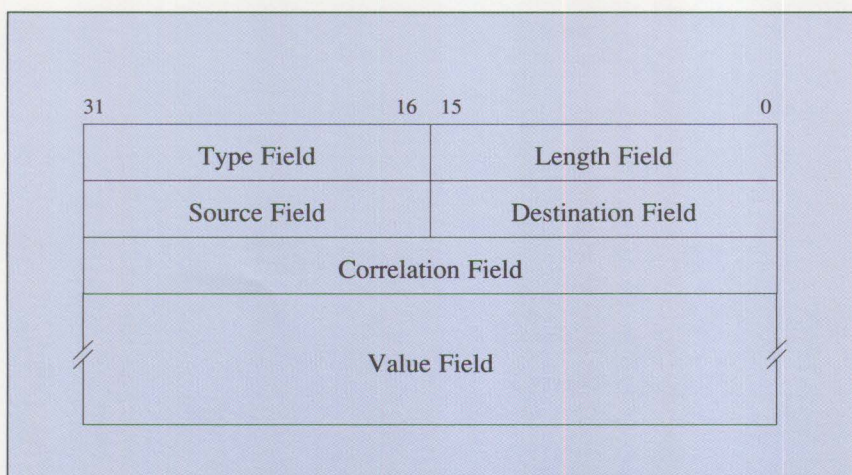 31 16 15 0
Type Field Length Field
Source Field Destination Field
Correlation Field
Value Field